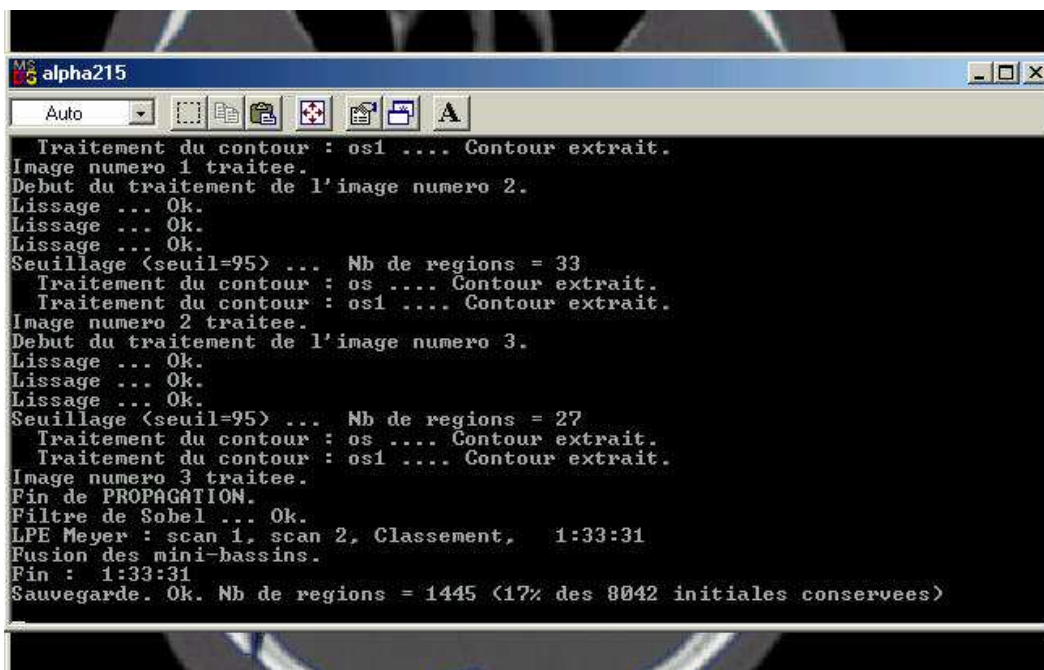 MS
alpha215
Auto
A
Traitement du contour : os1 .... Contour extrait.
Image numero 1 traitee.
Debut du traitement de l'image numero 2.
Lissage ... Ok.
Lissage ... Ok.
Lissage ... Ok.
Seuillage (seuil=95) ... Nb de regions = 33
Traitement du contour : os .... Contour extrait.
Traitement du contour : os1 .... Contour extrait.
Image numero 2 traitee.
Debut du traitement de l'image numero 3.
Lissage ... Ok.
Lissage ... Ok.
Lissage ... Ok.
Seuillage (seuil=95) ... Nb de regions = 27
Traitement du contour : os .... Contour extrait.
Traitement du contour : os1 .... Contour extrait.
Image numero 3 traitee.
Fin de PROPAGATION.
Filtre de Sobel ... Ok.
LPE Meyer : scan 1, scan 2, Classement, 1:33:31
Fusion des mini-bassins.
Fin : 1:33:31
Sauvegarde. Ok. Nb de regions = 1445 (17% des 8042 initiales conservees)